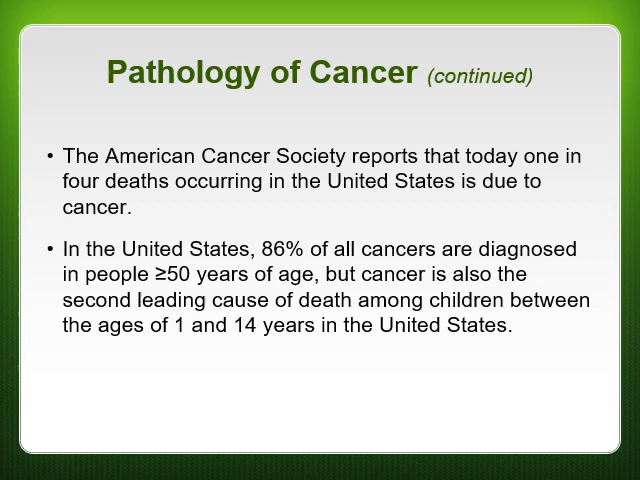 Pathology of Cancer (continued)
• The American Cancer Society reports that today one in
four deaths occurring in the United States is due to
cancer.
• In the United States, 86% of all cancers are diagnosed
in people ≥50 years of age, but cancer is also the
second leading cause of death among children between
the ages of 1 and 14 years in the United States.